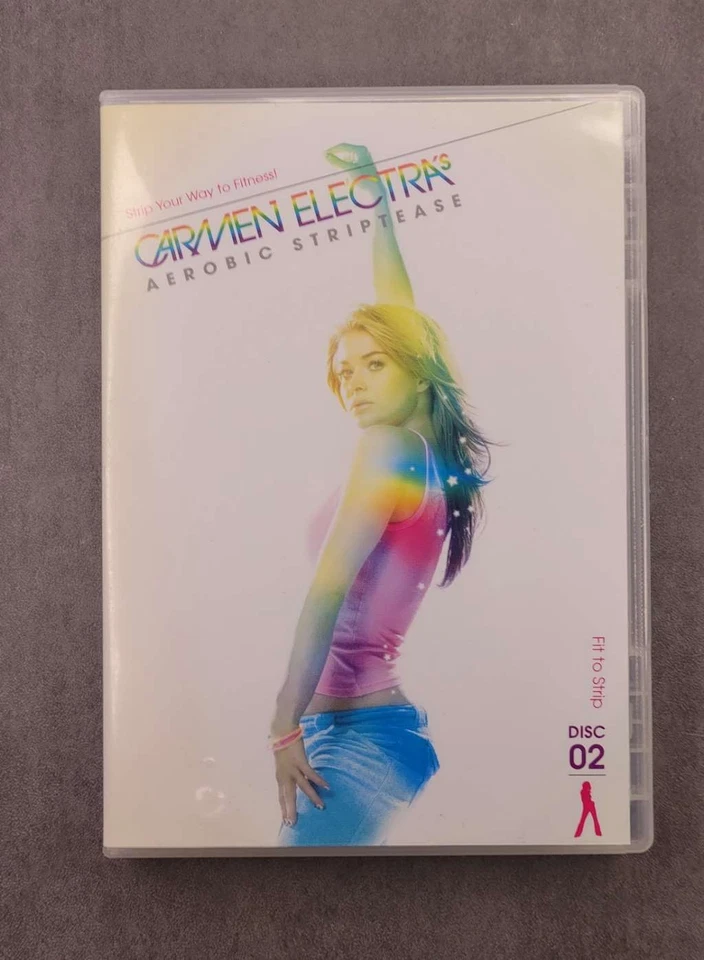 Strip Your Way to Fitness!
CARMEN ELECTRA'S
AEROBIC STRIPTEASE
Fit to Strip
DISC
02